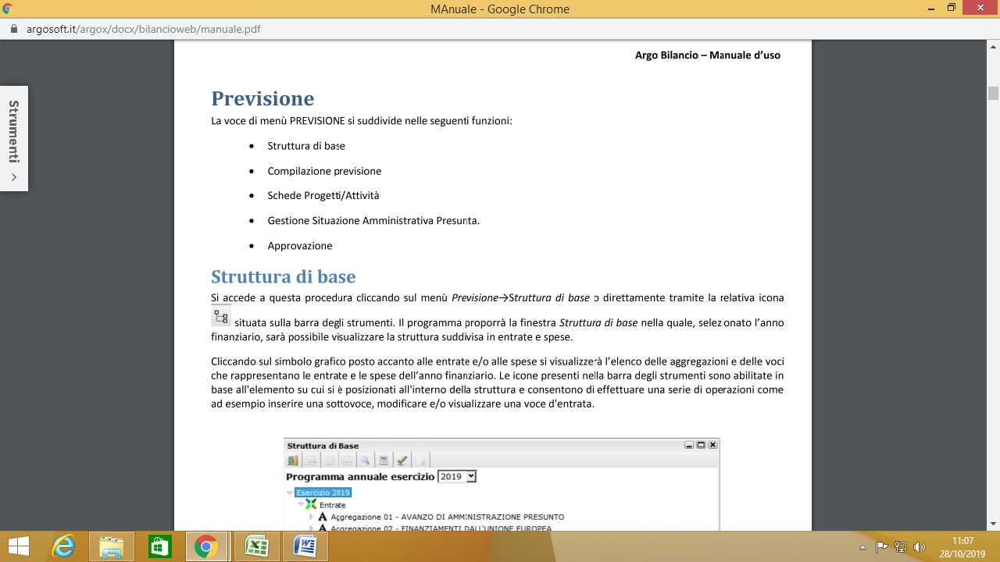 MAnuale - Google Chrome
argosoft.it/argox/docx/bilancioweb/manuale.pdf
Argo Bilancio – Manuale d’uso
Strumenti
Previsione
La voce di menù PREVISIONE si suddivide nelle seguenti funzioni:
• Struttura di base
• Compilazione previsione
• Schede Progetti/Attività
• Gestione Situazione Amministrativa Presunta.
• Approvazione
Struttura di base
Si accede a questa procedura cliccando sul menù Previsione→Struttura di base o direttamente tramite la relativa icona
situata sulla barra degli strumenti. Il programma proporrà la finestra Struttura di base nella quale, selezionato l’anno
finanziario, sarà possibile visualizzare la struttura suddivisa in entrate e spese.
Cliccando sul simbolo grafico posto accanto alle entrate e/o alle spese si visualizzerà l’elenco delle aggregazioni e delle voci
che rappresentano le entrate e le spese dell’anno finanziario. Le icone presenti nella barra degli strumenti sono abilitate in
base all'elemento su cui si è posizionati all'interno della struttura e consentono di effettuare una serie di operazioni come
ad esempio inserire una sottovoce, modificare e/o visualizzare una voce d'entrata.
Struttura di Base
Programma annuale esercizio 2019
Esercizio 2019
Entrate
A Aggregazione 01 - AVANZO DI AMMINISTRAZIONE PRESUNTO
A Aggregazione 02 - FINANZIAMENTI DALL'UNIONE EUROPEA
11:07
28/10/2019